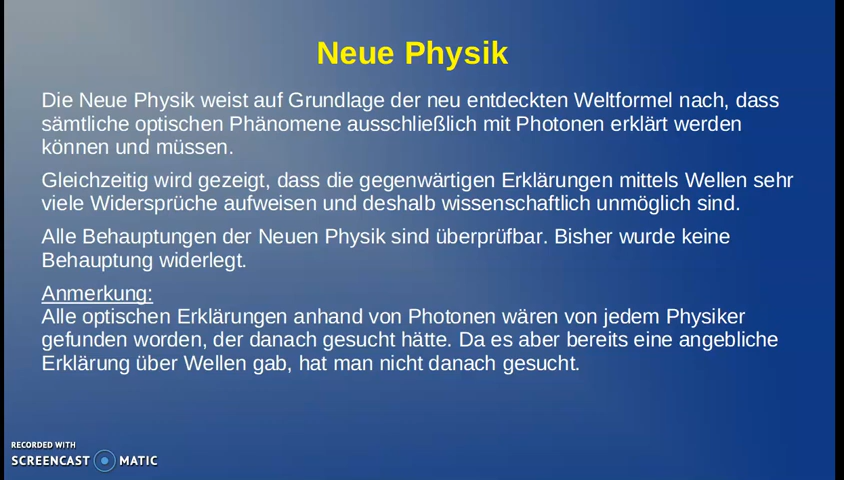 Neue Physik
Die Neue Physik weist auf Grundlage der neu entdeckten Weltformel nach, dass
sämtliche optischen Phänomene ausschließlich mit Photonen erklärt werden
können und müssen.
Gleichzeitig wird gezeigt, dass die gegenwärtigen Erklärungen mittels Wellen sehr
viele Widersprüche aufweisen und deshalb wissenschaftlich unmöglich sind.
Alle Behauptungen der Neuen Physik sind überprüfbar. Bisher wurde keine
Behauptung widerlegt.
Anmerkung:
Alle optischen Erklärungen anhand von Photonen wären von jedem Physiker
gefunden worden, der danach gesucht hätte. Da es aber bereits eine angebliche
Erklärung über Wellen gab, hat man nicht danach gesucht.
RECORDED WITH
SCREENCAST MATIC